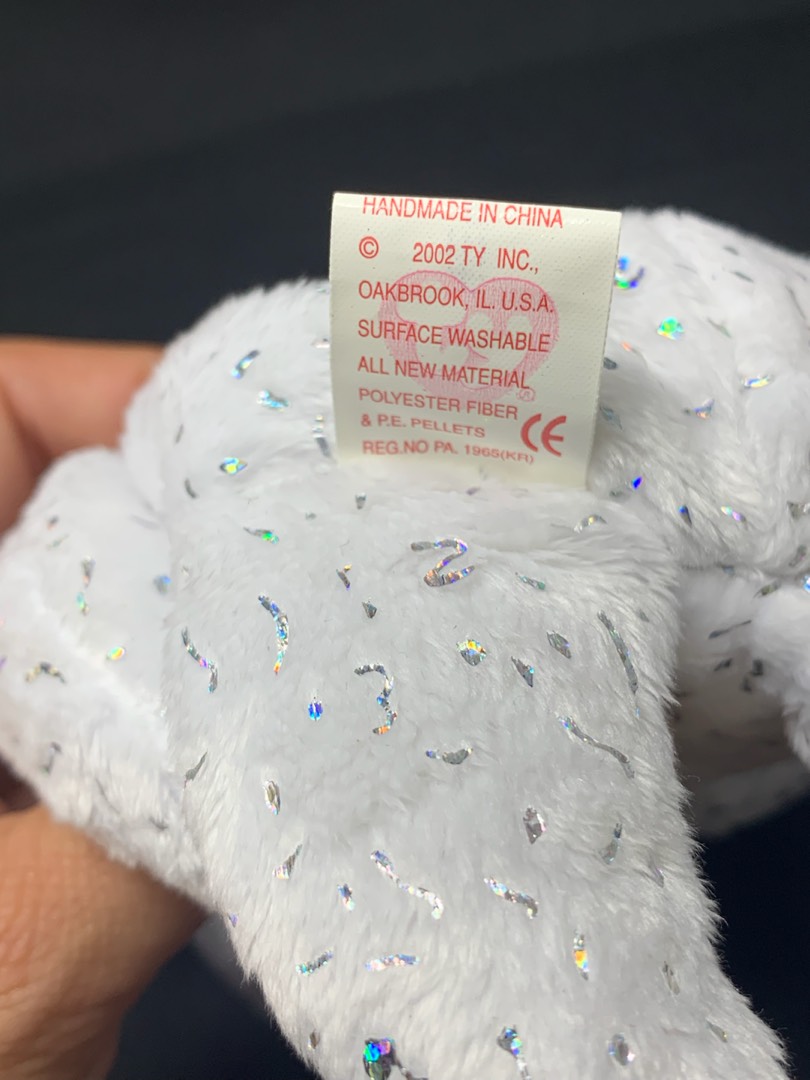 HANDMADE IN CHINA
© 2002 TY INC.,
OAKBROOK, IL. U.S.A.
SURFACE WASHABLE
ALL NEW MATERIAL
POLYESTER FIBER
& P.E. PELLETS CE
REG.NO PA. 1965(KR)